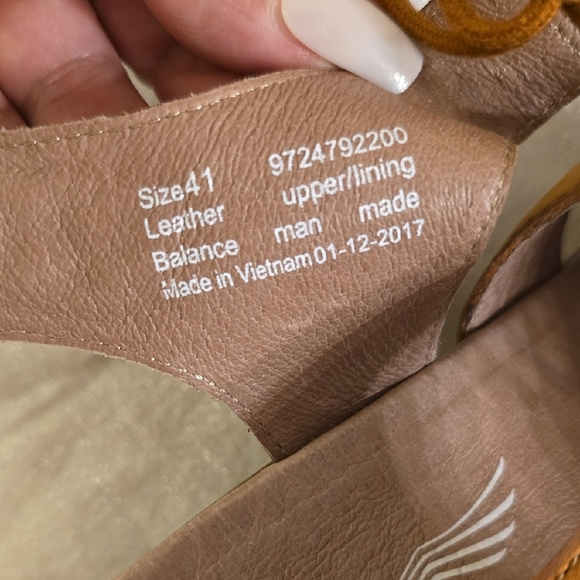 Size41 9724792200
Leather upper/lining
Balance man made
Made in Vietnam01-12-2017